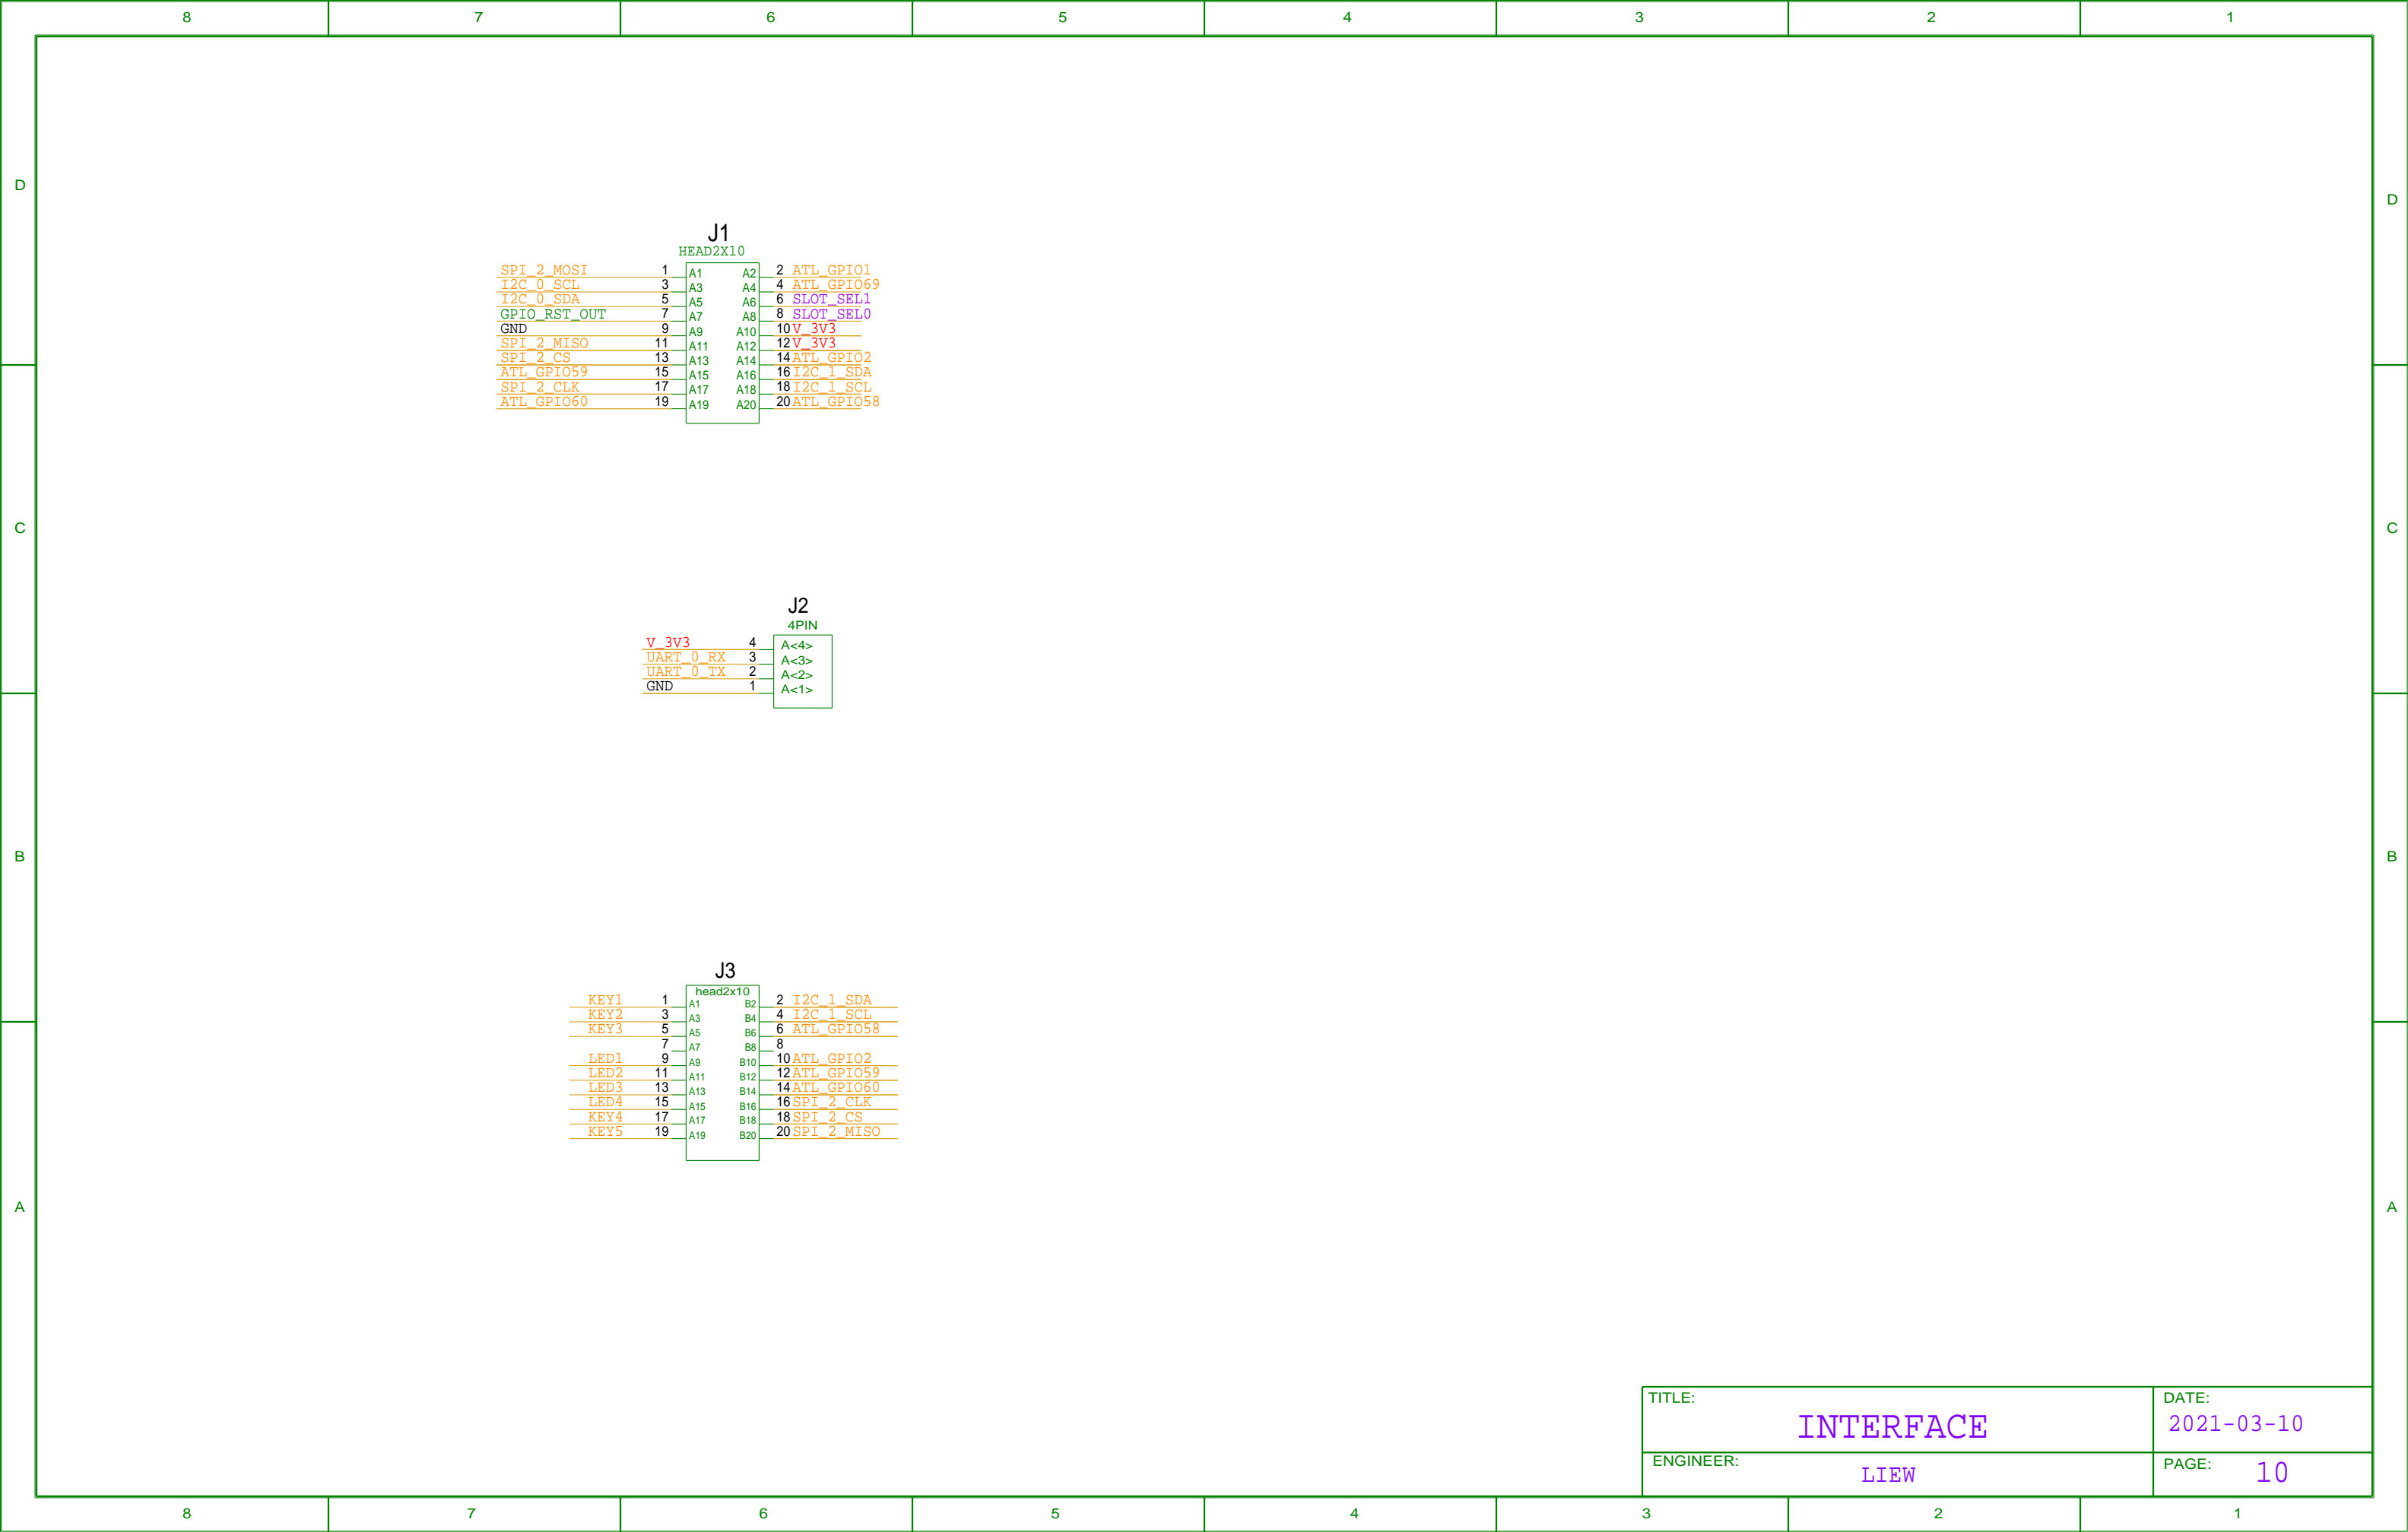 8 7 6 5 4 3 2 1
D D
J1
HEAD2X10
SPI_2_MOSI 1 A1 A2 2 ATL_GPIO1
I2C_0_SCL 3 A3 A4 4 ATL_GPIO69
I2C_0_SDA 5 A5 A6 6 SLOT_SEL1
GPIO_RST_OUT 7 A7 A8 8 SLOT_SEL0
GND 9 A9 A10 10 V_3V3
SPI_2_MISO 11 A11 A12 12 V_3V3
SPI_2_CS 13 A13 A14 14 ATL_GPIO2
ATL_GPIO59 15 A15 A16 16 I2C_1_SDA
SPI_2_CLK 17 A17 A18 18 I2C_1_SCL
ATL_GPIO60 19 A19 A20 20 ATL_GPIO58
C C
J2
4PIN
V_3V3 4 A<4>
UART_0_RX 3 A<3>
UART_0_TX 2 A<2>
GND 1 A<1>
B B
J3
head2x10
KEY1 1 A1 B2 2 I2C_1_SDA
KEY2 3 A3 B4 4 I2C_1_SCL
KEY3 5 A5 B6 6 ATL_GPIO58
7 A7 B8 8
LED1 9 A9 B10 10 ATL_GPIO2
LED2 11 A11 B12 12 ATL_GPIO59
LED3 13 A13 B14 14 ATL_GPIO60
LED4 15 A15 B16 16 SPI_2_CLK
KEY4 17 A17 B18 18 SPI_2_CS
KEY5 19 A19 B20 20 SPI_2_MISO
A A
TITLE: DATE:
INTERFACE 2021-03-10
ENGINEER: PAGE:
LIEW 10
8 7 6 5 4 3 2 1